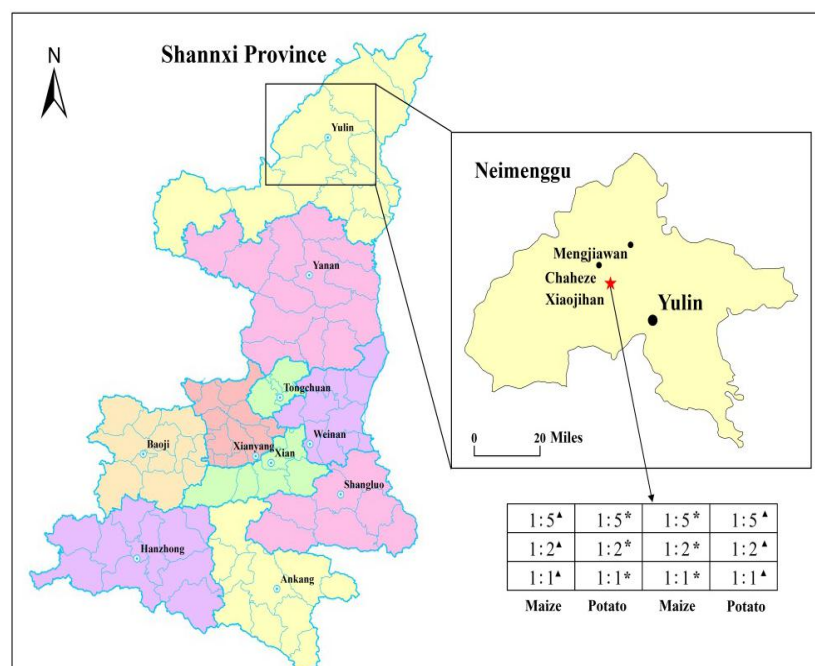 N
Shannxi Province
Yulin
Yanan
Tongchuan
Baoji
Xianyang
Xian
Weinan
Shangluo
Hanzhong
Ankang
Neimenggu
Mengjiawan
Chaheze
Xiaojihan
Yulin
0 20 Miles
1:5▲ 1:5* 1:5* 1:5▲
1:2▲ 1:2* 1:2* 1:2▲
1:1▲ 1:1* 1:1* 1:1▲
Maize Potato Maize Potato